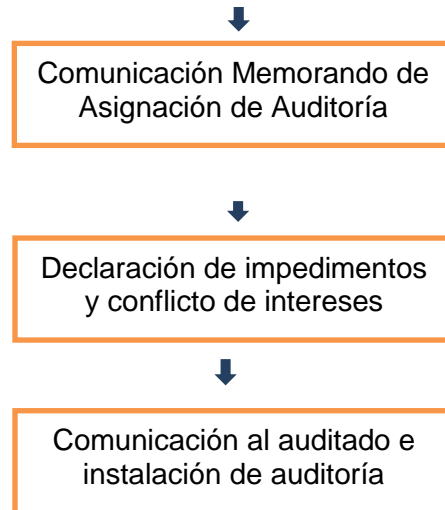 Comunicación Memorando de
Asignación de Auditoría
Declaración de impedimentos
y conflicto de intereses
Comunicación al auditado e
instalación de auditoría